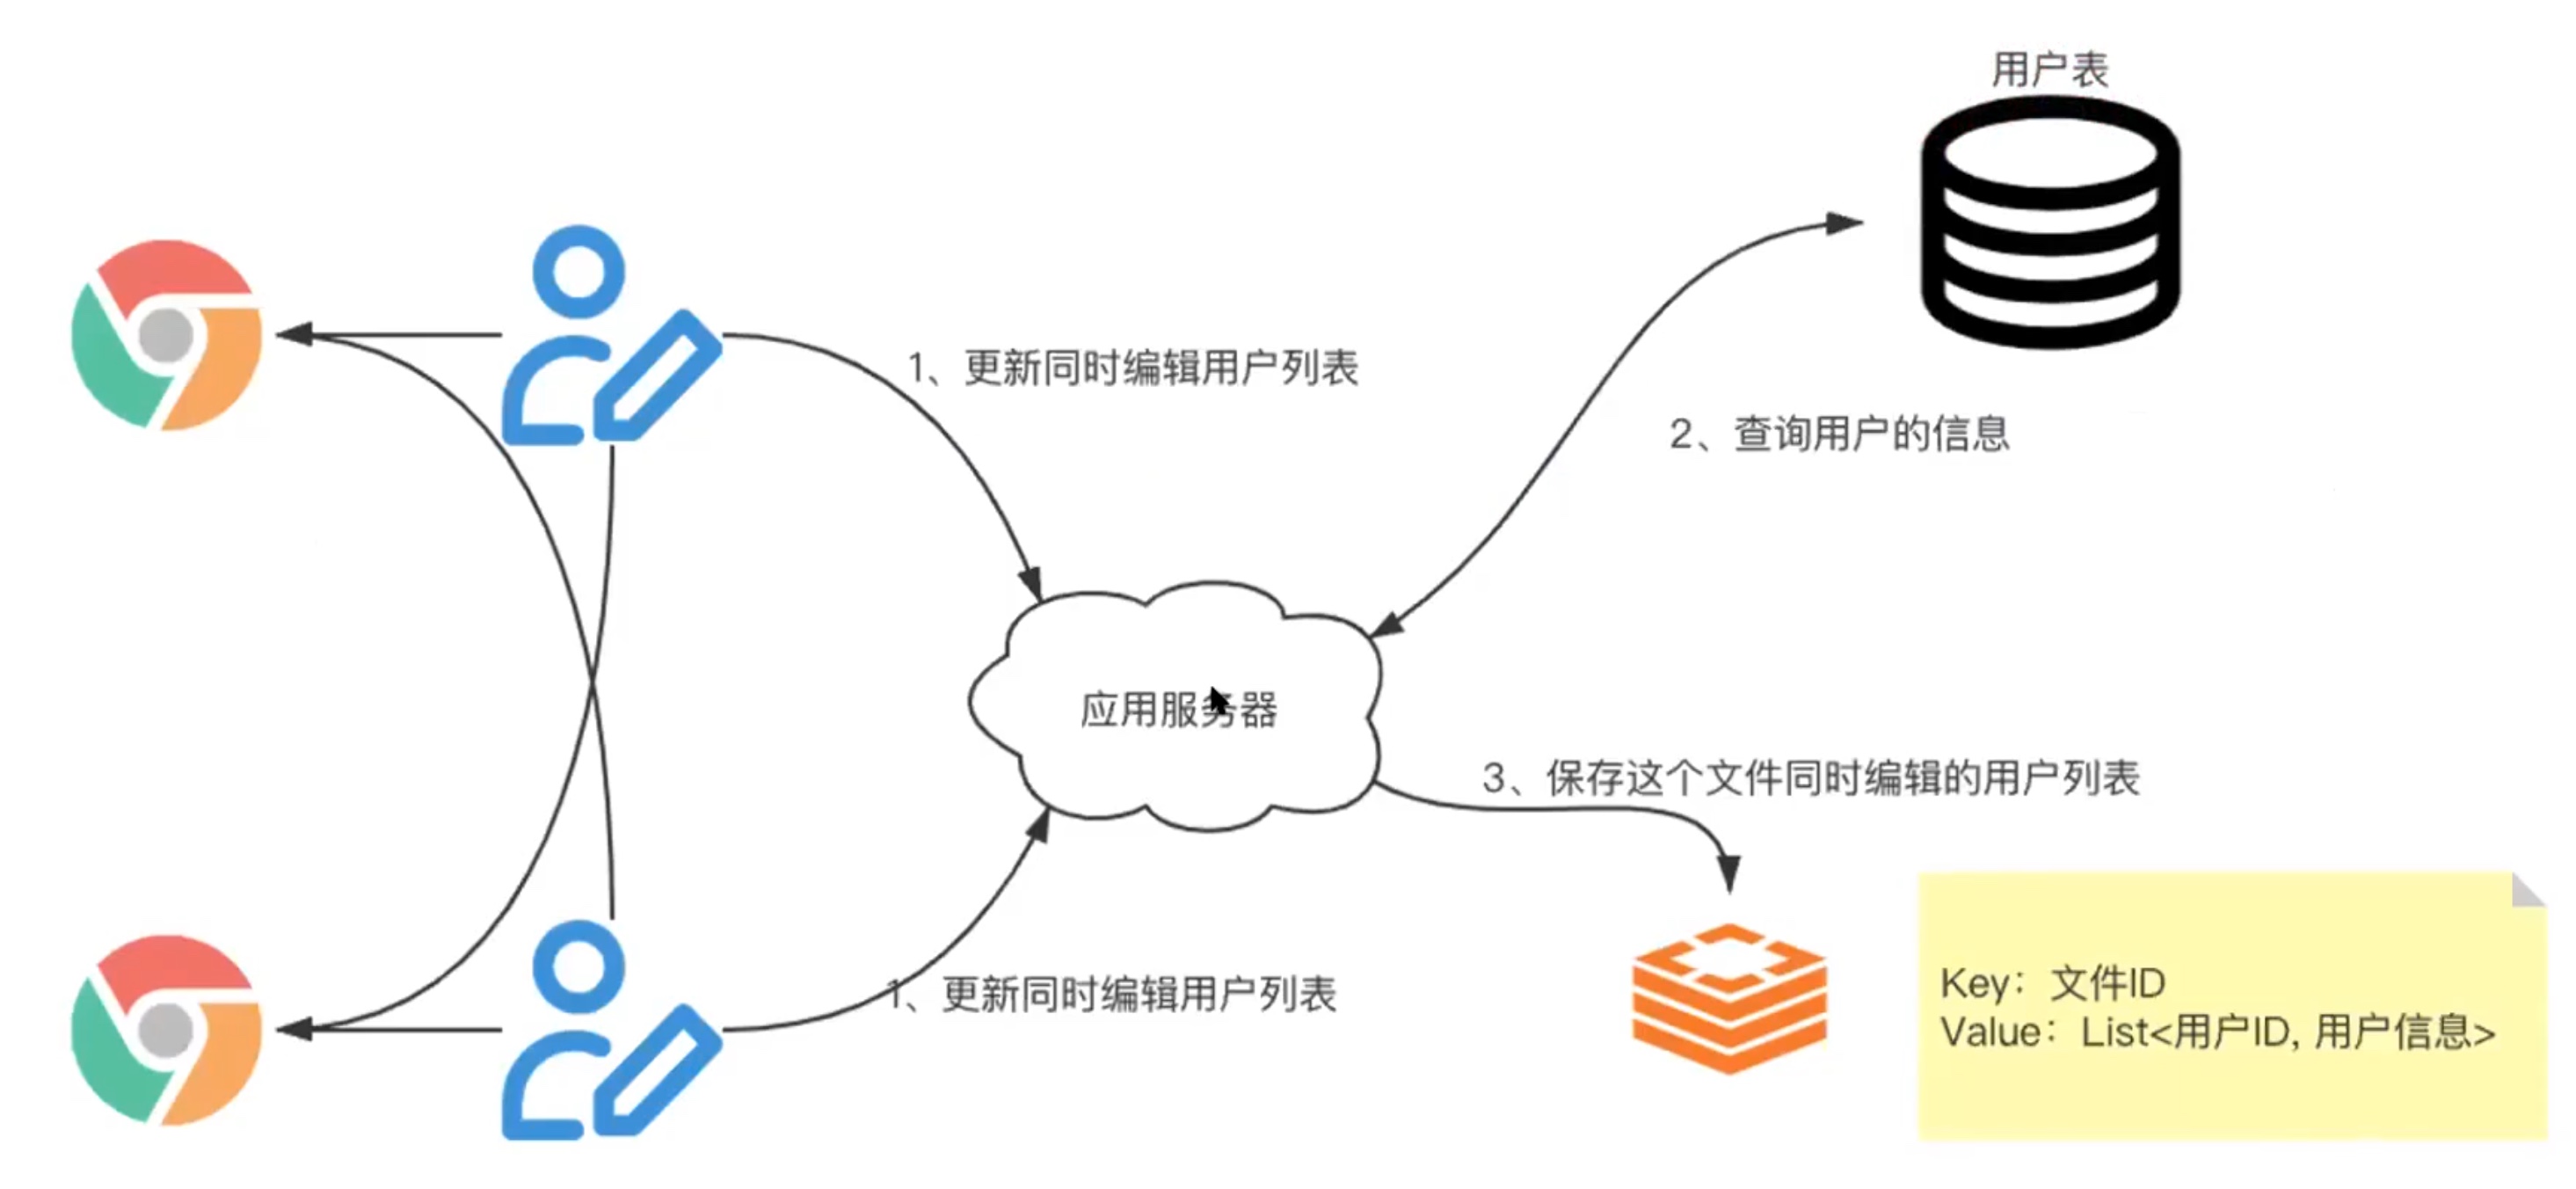 用户表
1、更新同时编辑用户列表
2、查询用户的信息
应用服务器
3、保存这个文件同时编辑的用户列表
1、更新同时编辑用户列表
Key：文件ID
Value：List<用户ID, 用户信息>